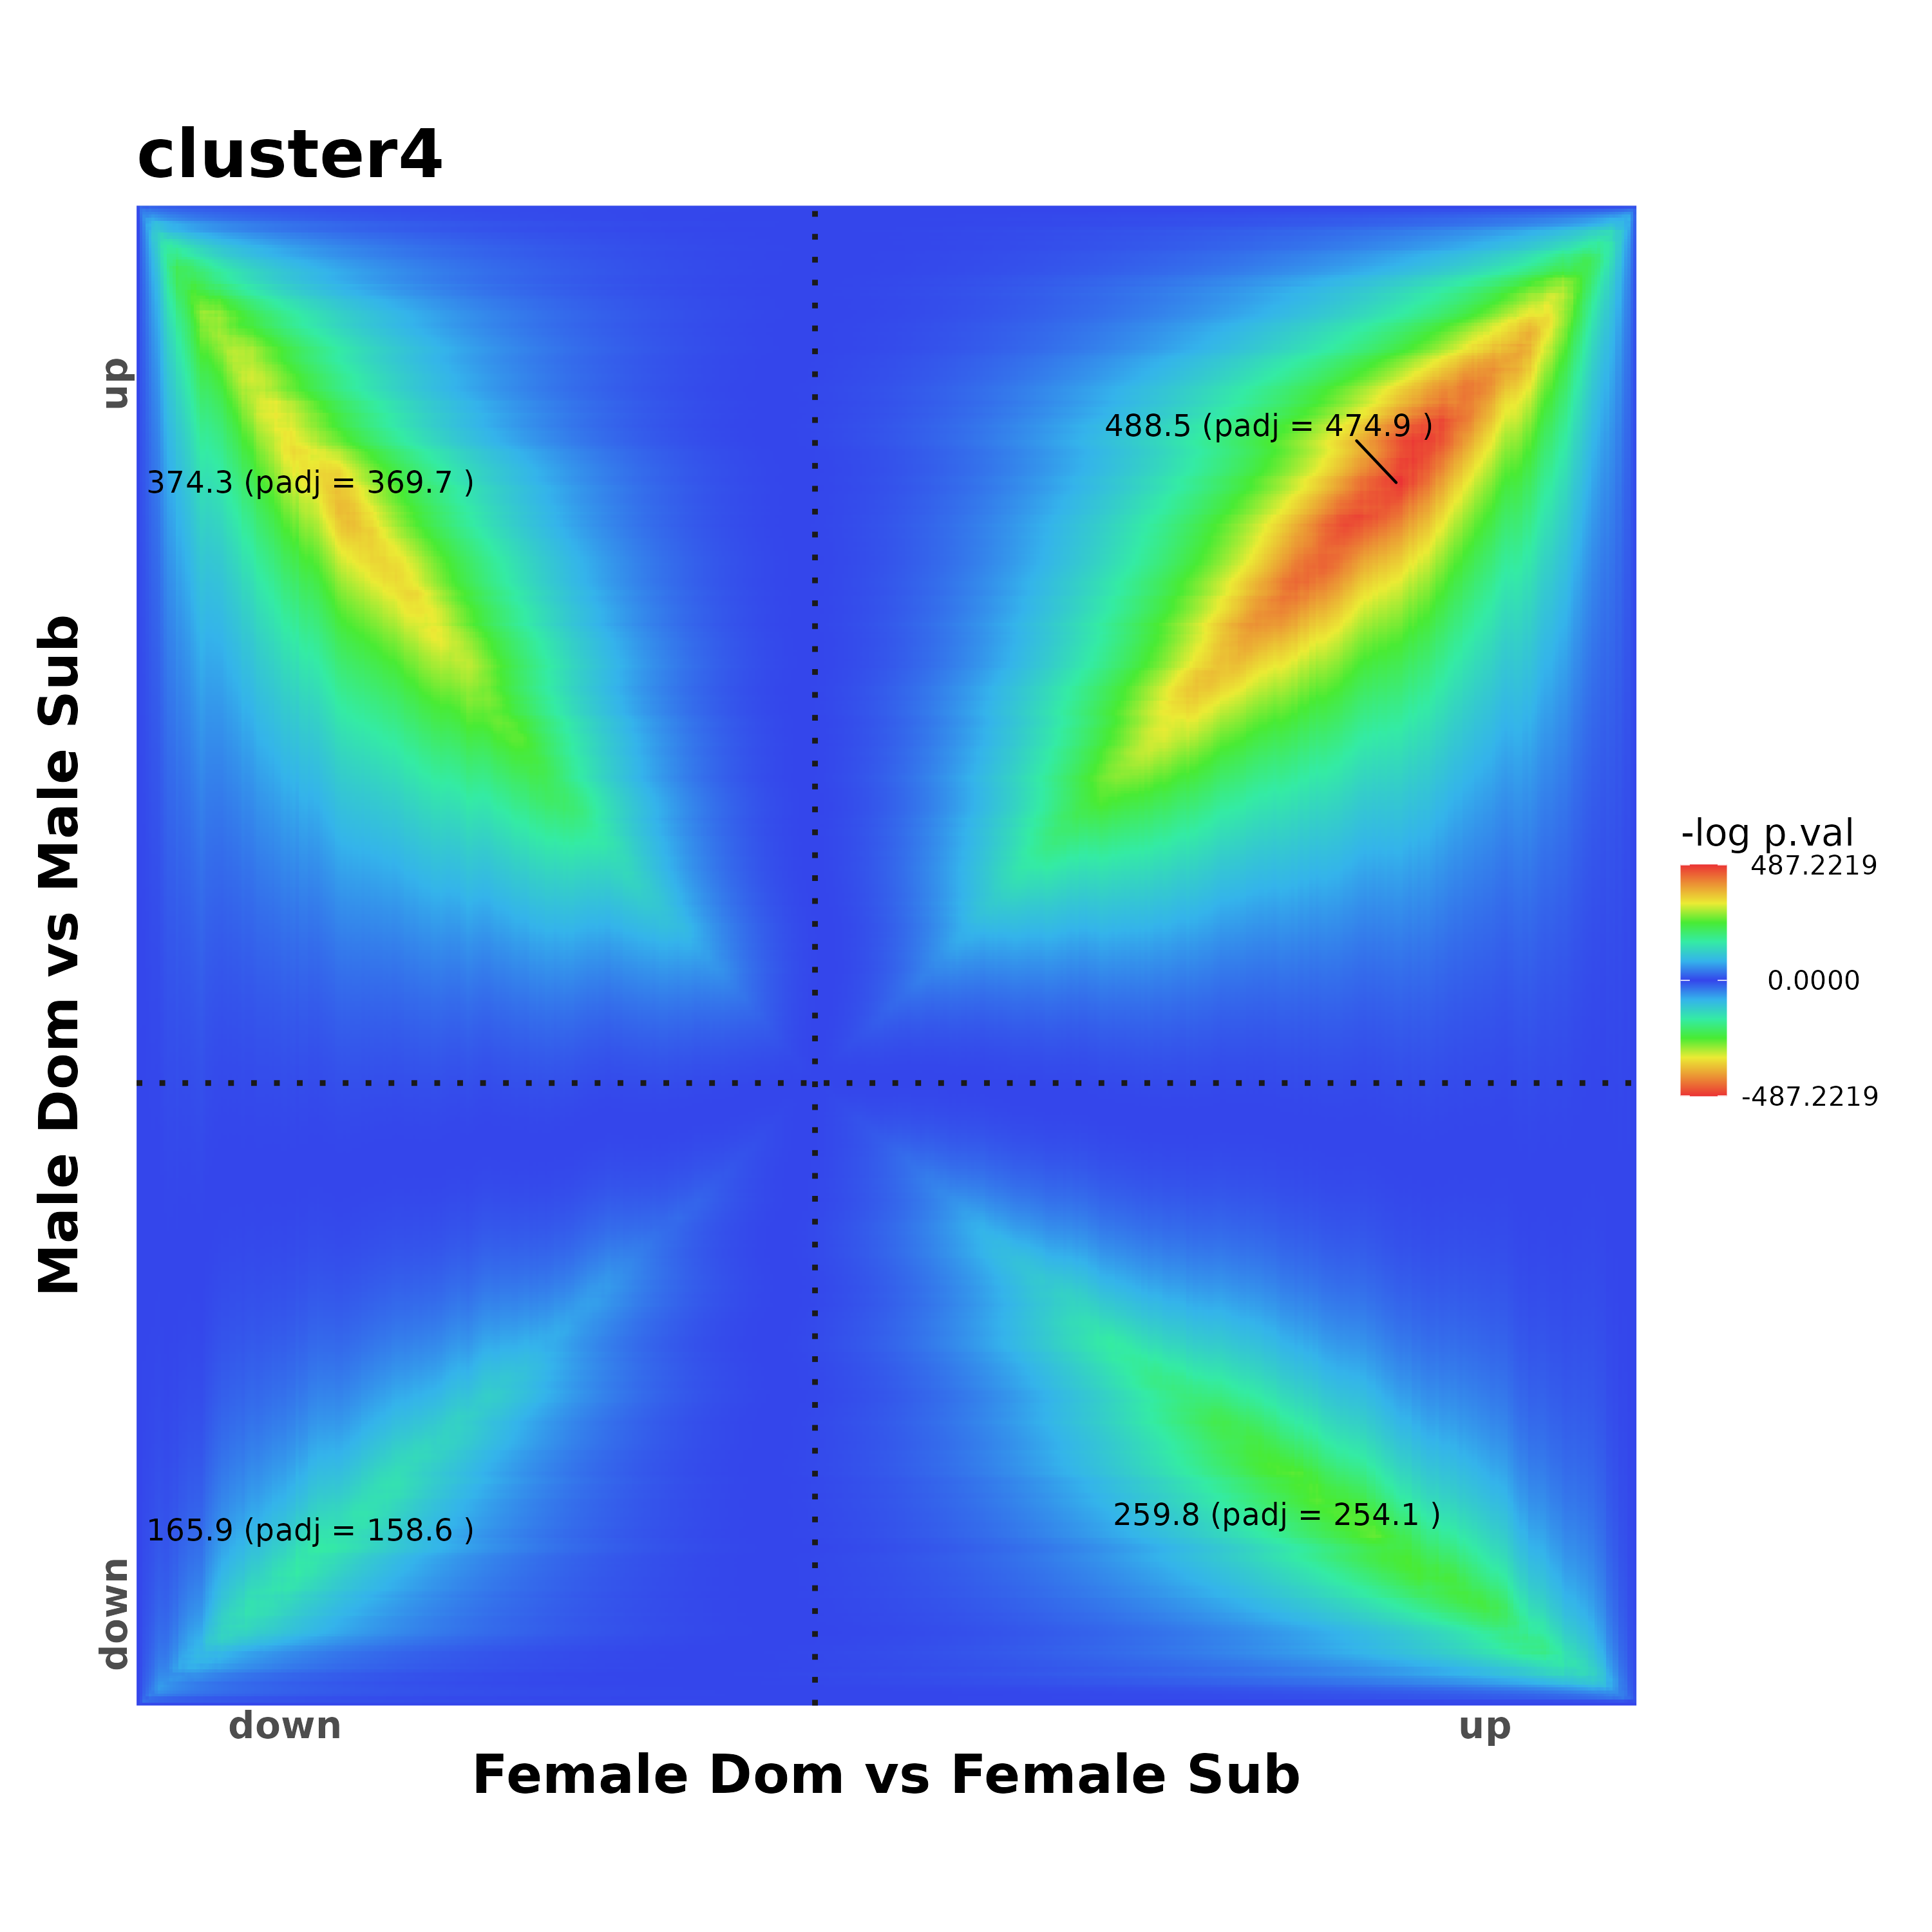 cluster4
up
488.5 (padj = 474.9 )
374.3 (padj = 369.7 )
Male Dom vs Male Sub
-log p.val
487.2219
0.0000
-487.2219
259.8 (padj = 254.1 )
165.9 (padj = 158.6 )
down
down
up
Female Dom vs Female Sub